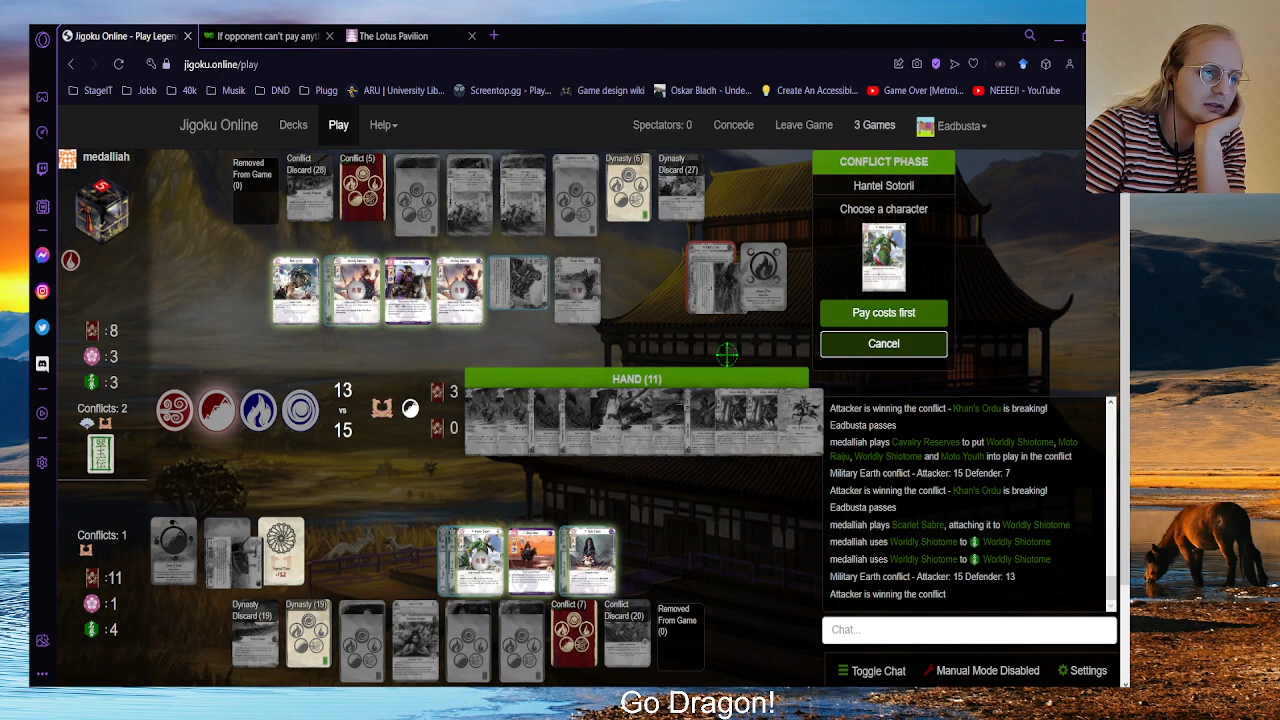 Jigoku Online - Play Legen
If opponent can't pay anyt
The Lotus Pavilion
jigoku.online/play
Plugg
StageIT
Jobb
40k
Musik
DND
Plugg
ARU | University Lib...
Screentop.gg - Play...
Game design wiki
Oskar Bladh - Unde...
Create An Accessibi...
Game Over [Metroi...
NEEEEJ! - YouTube
Jigoku Online
Decks
Play
Help
Spectators: 0
Concede
Leave Game
3 Games
Eadbusta
medalliah
Removed From Game (0)
Conflict Discard (26)
Conflict (5)
Dynasty (6)
Dynasty Discard (27)
CONFLICT PHASE
Hantei Sotorii
Choose a character
Pay costs first
Cancel
:8
:3
:3
Conflicts: 2
13
vs
15
3
0
HAND (11)
Attacker is winning the conflict - Khan's Ordu is breaking!
Eadbusta passes
medalliah plays Cavalry Reserves to put Worldly Shiotome, Moto
Raiju, Worldly Shiotome and Moto Youth into play in the conflict
Military Earth conflict - Attacker: 15 Defender: 7
Attacker is winning the conflict - Khan's Ordu is breaking!
Eadbusta passes
medalliah plays Scarlet Sabre, attaching it to Worldly Shiotome
medalliah uses Worldly Shiotome to Worldly Shiotome
medalliah uses Worldly Shiotome to Worldly Shiotome
Military Earth conflict - Attacker: 15 Defender: 13
Attacker is winning the conflict
Conflicts: 1
:11
:1
:4
Dynasty Discard (19)
Dynasty (19)
Conflict (7)
Conflict Discard (20)
Removed From Game (0)
Chat...
Toggle Chat
Manual Mode Disabled
Settings
Go Dragon!